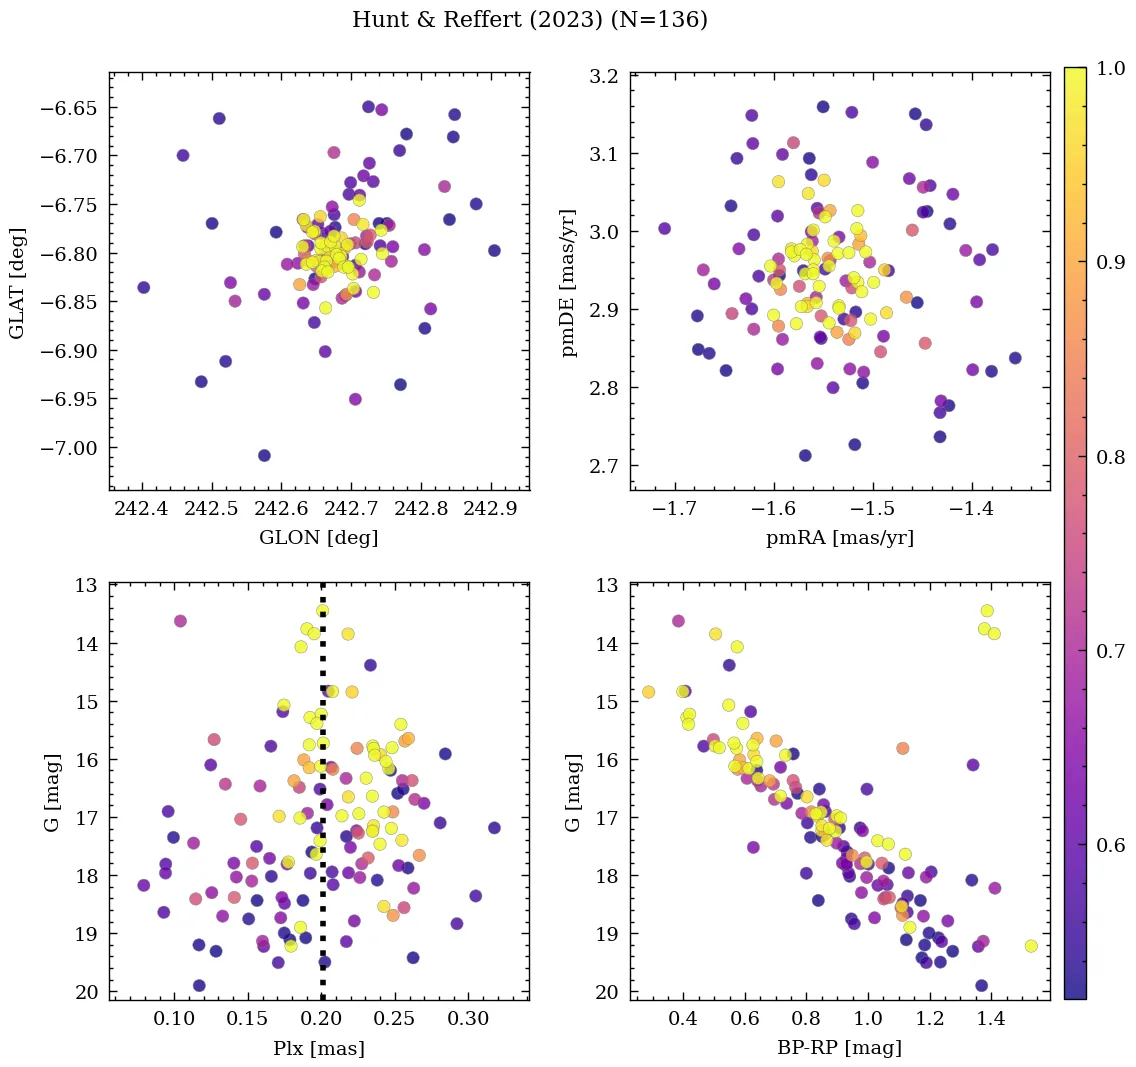 Hunt & Reffert (2023) (N=136)
−6.65
−6.70
−6.75
−6.80
−6.85
−6.90
−6.95
−7.00
GLAT [deg]
242.4 242.5 242.6 242.7 242.8 242.9
GLON [deg]
3.2
3.1
3.0
2.9
2.8
2.7
pmDE [mas/yr]
−1.7 −1.6 −1.5 −1.4
pmRA [mas/yr]
13
14
15
16
17
18
19
20
G [mag]
0.10 0.15 0.20 0.25 0.30
Plx [mas]
13
14
15
16
17
18
19
20
G [mag]
0.4 0.6 0.8 1.0 1.2 1.4
BP-RP [mag]
1.0
0.9
0.8
0.7
0.6